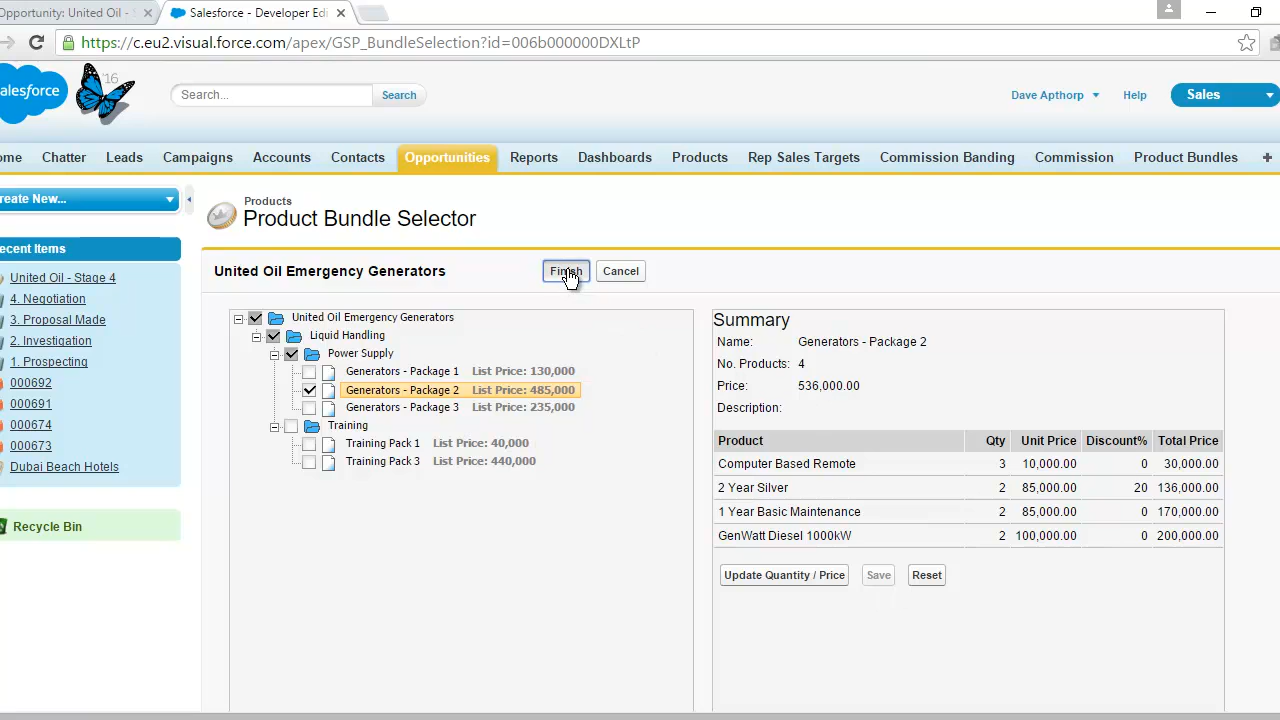 Opportunity: United Oil - S
Salesforce - Developer Edi
https://c.eu2.visual.force.com/apex/GSP_BundleSelection?id=006b000000DXLtP
alesforce
'16
Search...
Search
Dave Apthorp
Help
Sales
ome Chatter Leads Campaigns Accounts Contacts Opportunities Reports Dashboards Products Rep Sales Targets Commission Banding Commission Product Bundles +
reate New...
ecent Items
United Oil - Stage 4
4. Negotiation
3. Proposal Made
2. Investigation
1. Prospecting
000692
000691
000674
000673
Dubai Beach Hotels
Recycle Bin
Products
Product Bundle Selector
United Oil Emergency Generators
Finish
Cancel
United Oil Emergency Generators
Liquid Handling
Power Supply
Generators - Package 1 List Price: 130,000
Generators - Package 2 List Price: 485,000
Generators - Package 3 List Price: 235,000
Training
Training Pack 1 List Price: 40,000
Training Pack 3 List Price: 440,000
Summary
Name: Generators - Package 2
No. Products: 4
Price: 536,000.00
Description:
Product Qty Unit Price Discount% Total Price
Computer Based Remote 3 10,000.00 0 30,000.00
2 Year Silver 2 85,000.00 20 136,000.00
1 Year Basic Maintenance 2 85,000.00 0 170,000.00
GenWatt Diesel 1000kW 2 100,000.00 0 200,000.00
Update Quantity / Price
Save
Reset